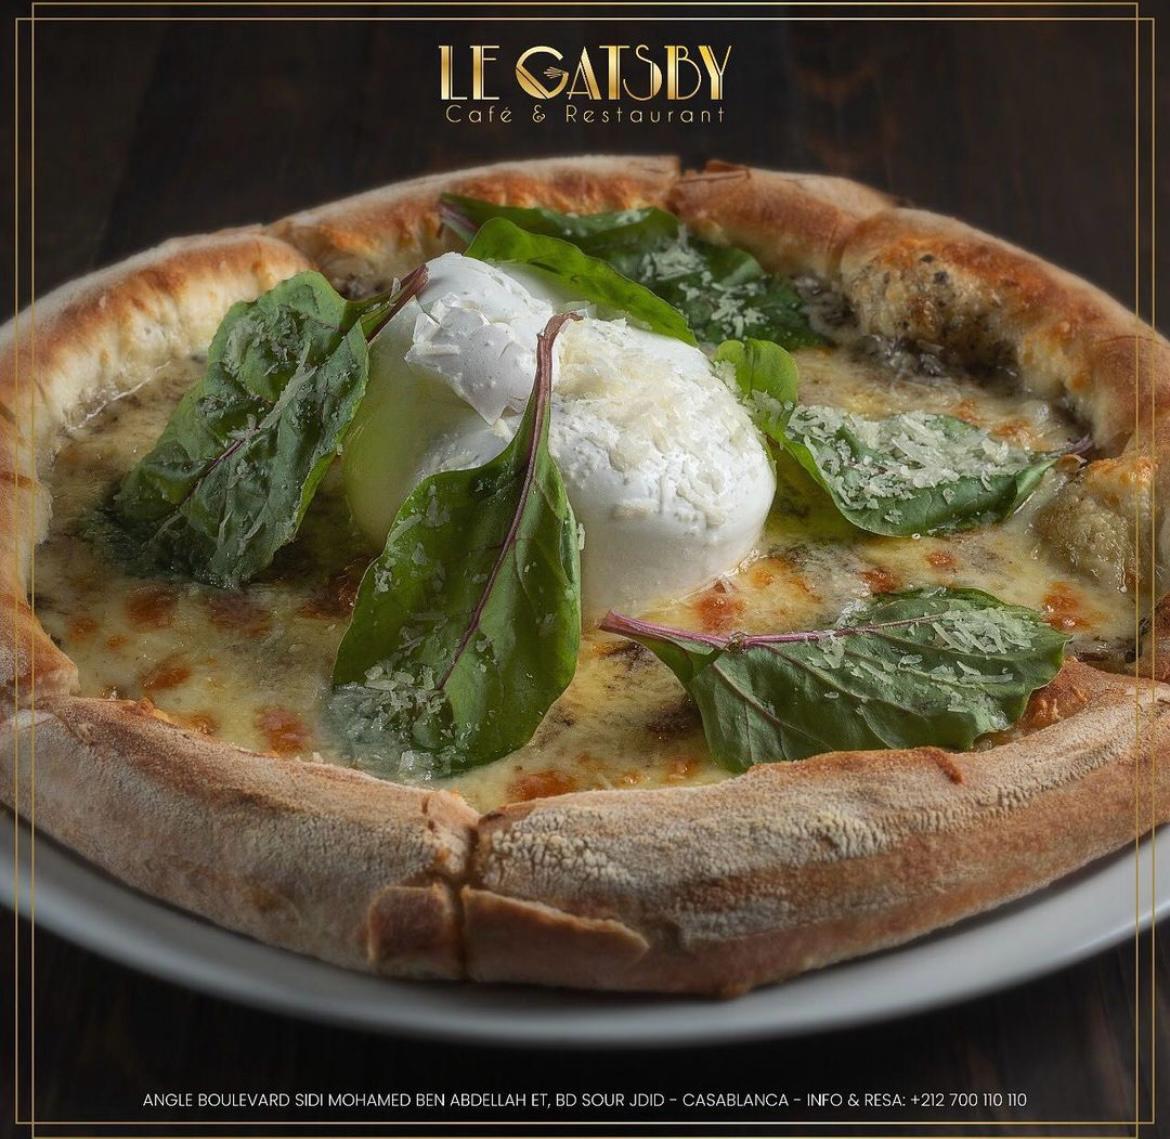 LE GATSBY
Café & Restaurant
ANGLE BOULEVARD SIDI MOHAMED BEN ABDELLAH ET, BD SOUR JDID - CASABLANCA - INFO & RESA: +212 700 110 110